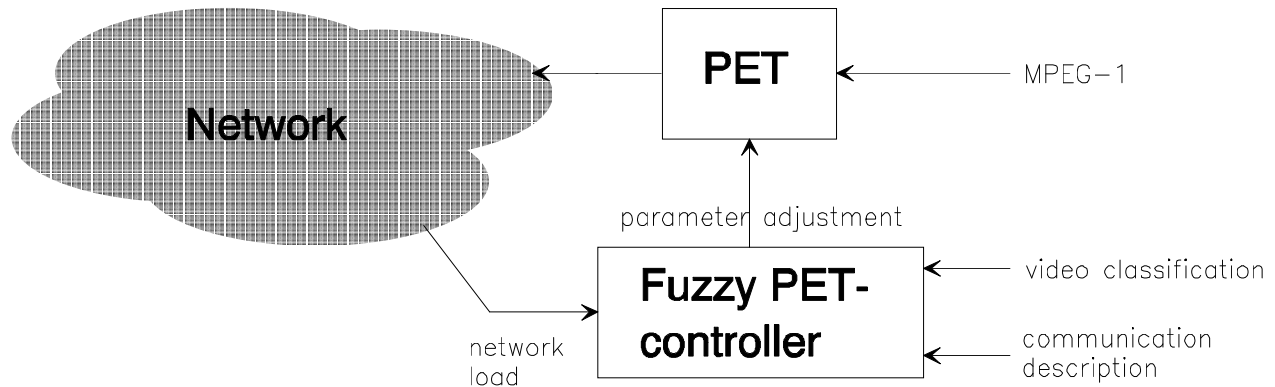 PET
MPEG-1
Network
parameter adjustment
Fuzzy PET-
controller
video classification
communication
description
network
load